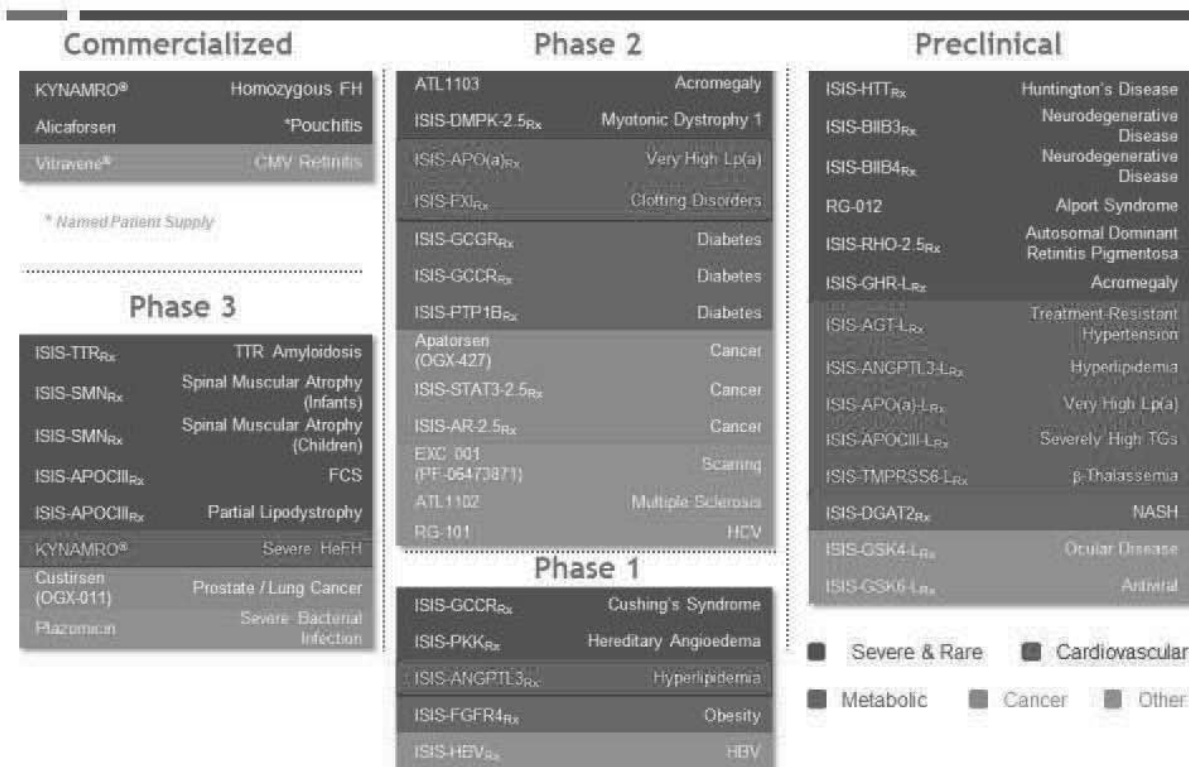 Commercialized
KYNAMRO® Homozygous FH
Alicaforsen *Pouchitis
Vitravene® CMV Retinitis
* Named Patient Supply
Phase 3
ISIS-TTRRx TTR Amyloidosis
ISIS-SMNRx Spinal Muscular Atrophy
(Infants)
ISIS-SMNRx Spinal Muscular Atrophy
(Children)
ISIS-APOCIIIRx FCS
ISIS-APOCIIIRx Partial Lipodystrophy
KYNAMRO® Severe HeFH
Custirsen
(OGX-011) Prostate / Lung Cancer
Plazomicin Severe Bacterial
Infection
Phase 2
ATL1103 Acromegaly
ISIS-DMPK-2.5Rx Myotonic Dystrophy 1
ISIS-APO(a)Rx Very High Lp(a)
ISIS-FXIRx Clotting Disorders
ISIS-GCGRRx Diabetes
ISIS-GCCRRx Diabetes
ISIS-PTP1BRx Diabetes
Apatorsen
(OGX-427) Cancer
ISIS-STAT3-2.5Rx Cancer
ISIS-AR-2.5Rx Cancer
EXC 001
(PF-06473871) Scarring
ATL1102 Multiple Sclerosis
RG-101 HCV
Phase 1
ISIS-GCCRRx Cushing's Syndrome
ISIS-PKKRx Hereditary Angioedema
ISIS-ANGPTL3Rx Hyperlipidemia
ISIS-FGFR4Rx Obesity
ISIS-HBVRx HBV
Preclinical
ISIS-HTTRx Huntington's Disease
ISIS-BIIB3Rx Neurodegenerative
Disease
ISIS-BIIB4Rx Neurodegenerative
Disease
RG-012 Alport Syndrome
ISIS-RHO-2.5Rx Autosomal Dominant
Retinitis Pigmentosa
ISIS-GHR-LRx Acromegaly
ISIS-AGT-LRx Treatment-Resistant
Hypertension
ISIS-ANGPTL3-LRx Hyperlipidemia
ISIS-APO(a)-LRx Very High Lp(a)
ISIS-APOCIII-LRx Severely High TGs
ISIS-TMPRSS6-LRx β-Thalassemia
ISIS-DGAT2Rx NASH
ISIS-GSK4-LRx Ocular Disease
ISIS-GSK6-LRx Antiviral
Severe & Rare Cardiovascular
Metabolic Cancer Other